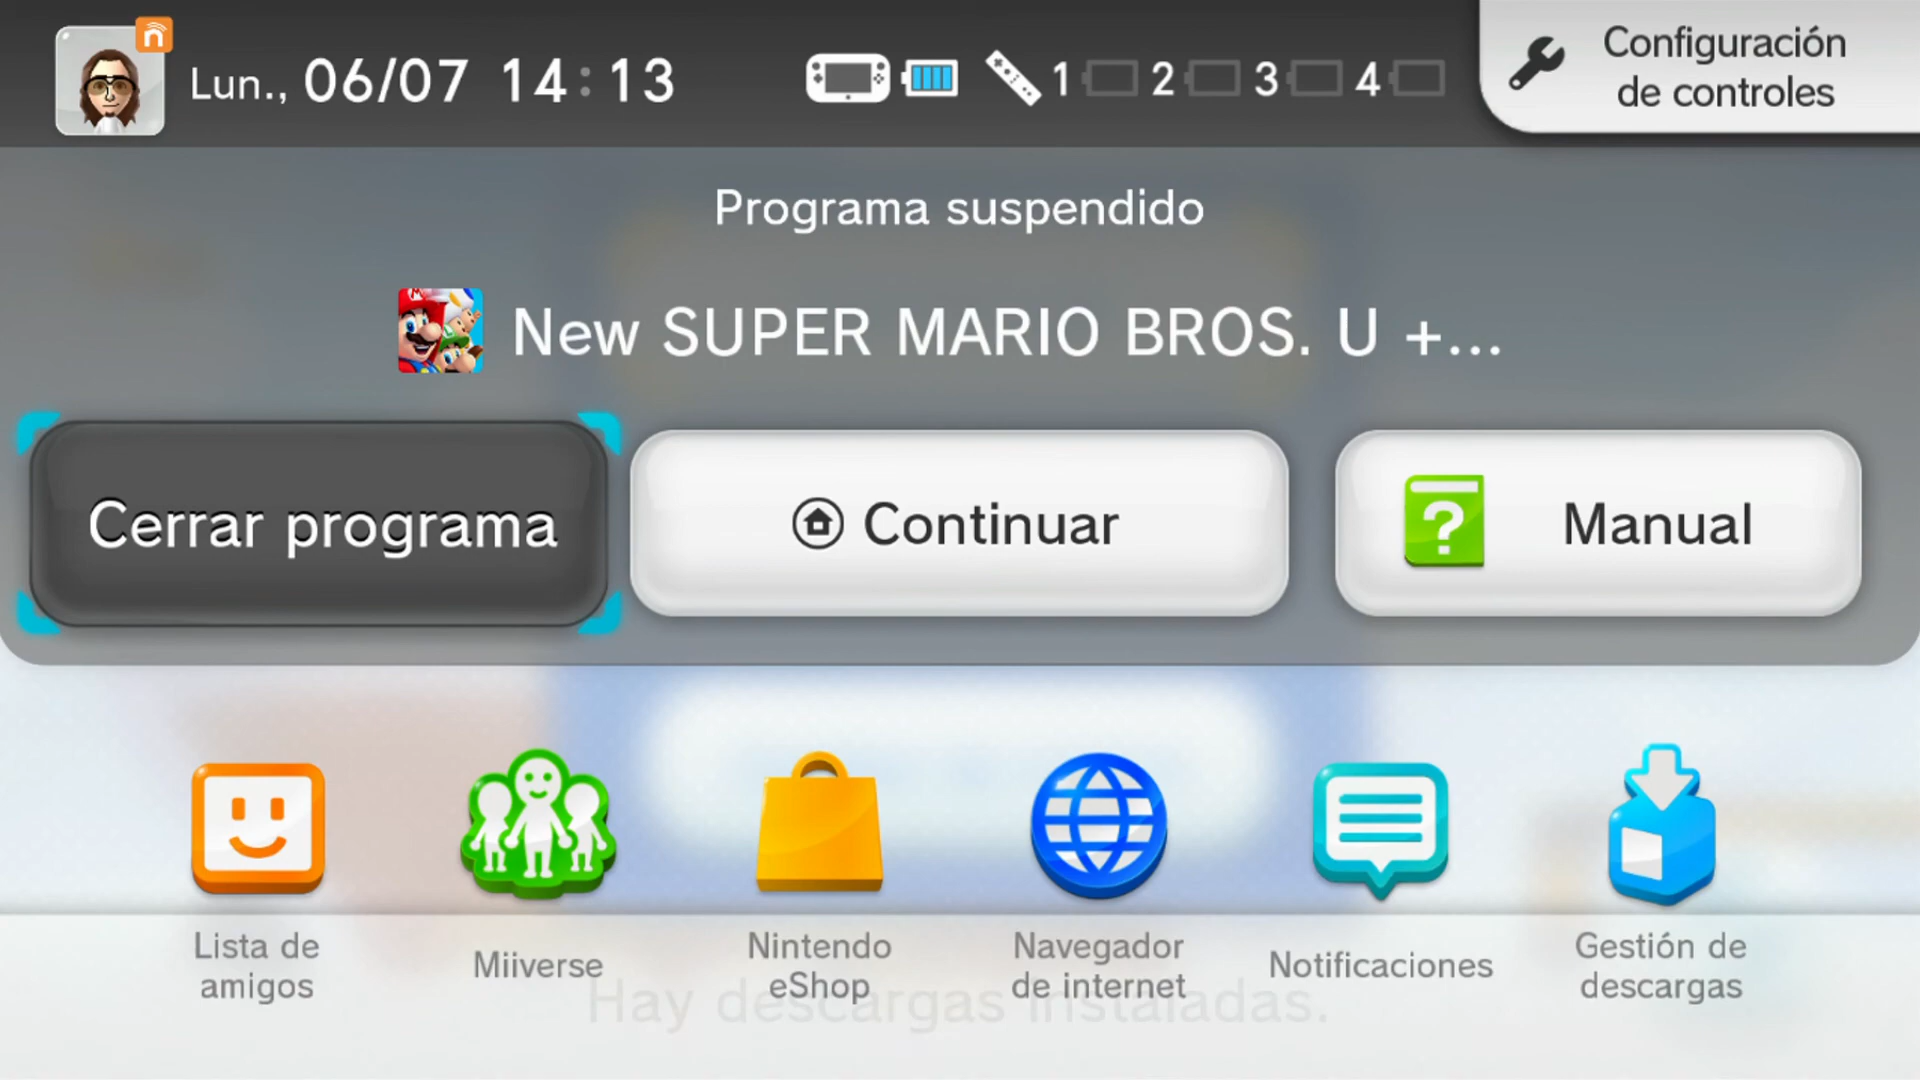 Lun., 06/07 14:13
1 2 3 4
Configuración
de controles
Programa suspendido
New SUPER MARIO BROS. U +...
Cerrar programa
Continuar
Manual
Lista de
amigos
Miiverse
Nintendo
eShop
Navegador
de internet
Notificaciones
Gestión de
descargas
Hay descargas instaladas.